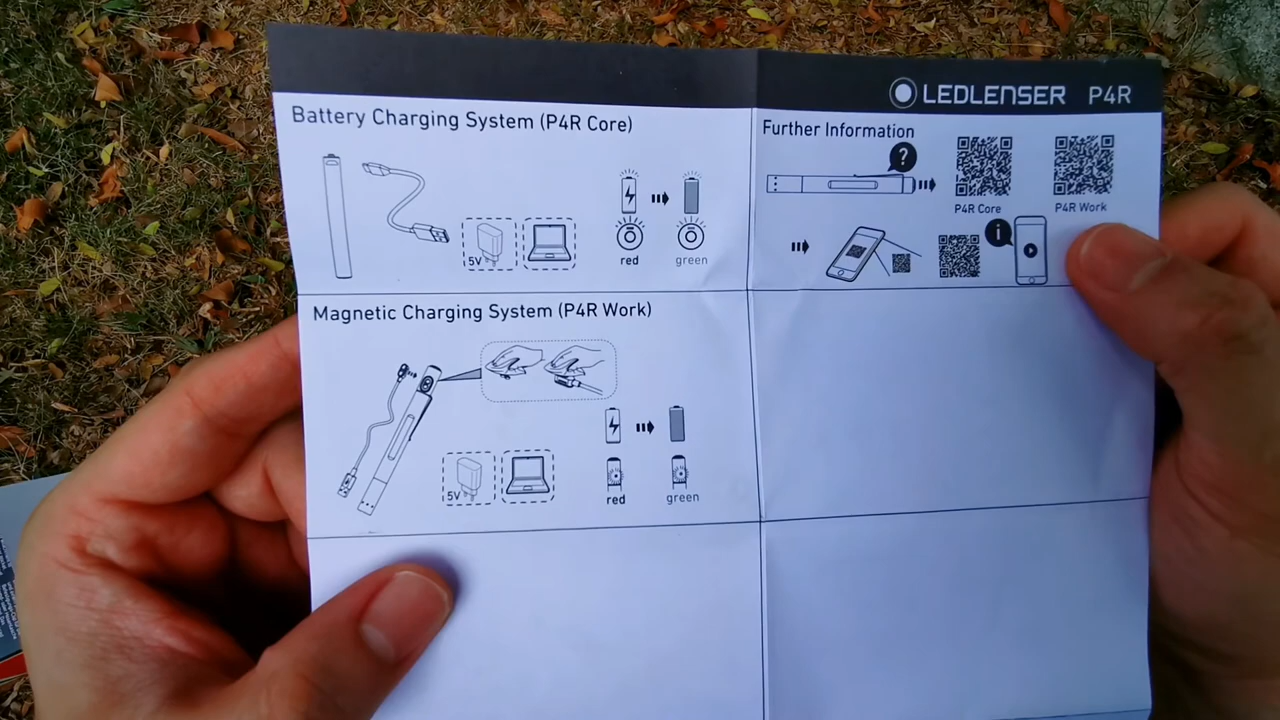 LEDLENSER P4R
Battery Charging System (P4R Core)
5V
red
green
Further Information
?
P4R Core
P4R Work
i
Magnetic Charging System (P4R Work)
5V
red
green